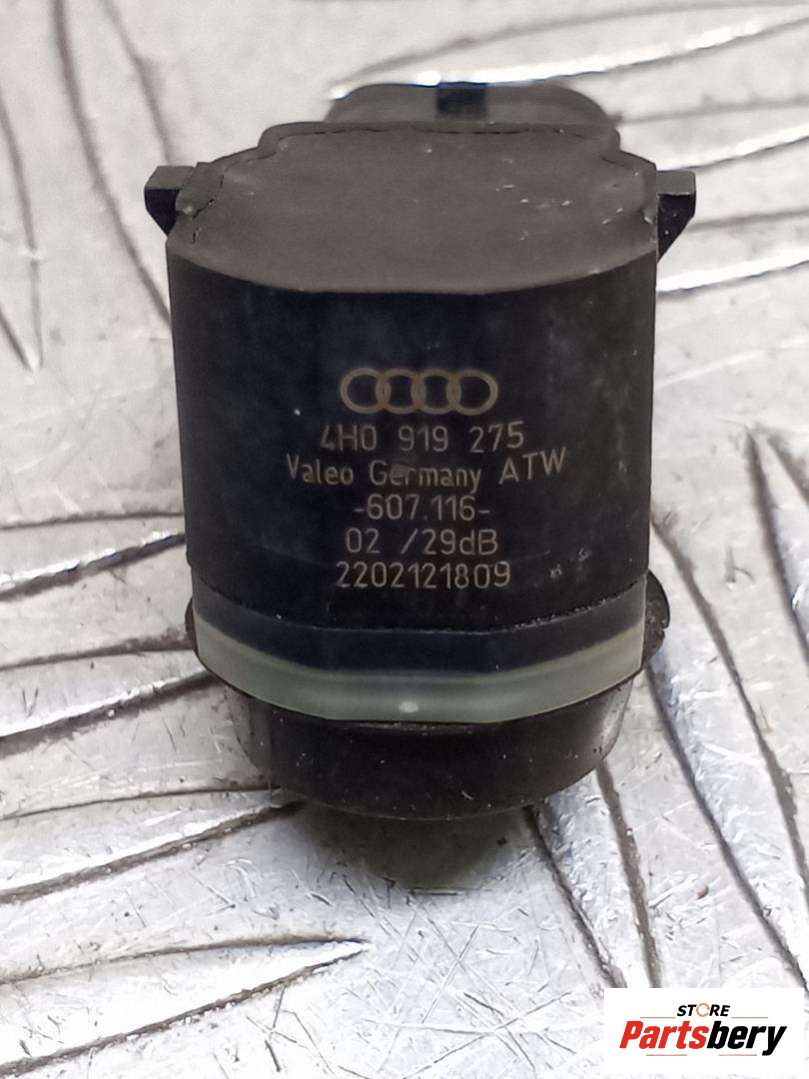 4H0 919 275
Valeo Germany ATW
-607.116-
02 /29dB
2202121809
STORE
Partsbery